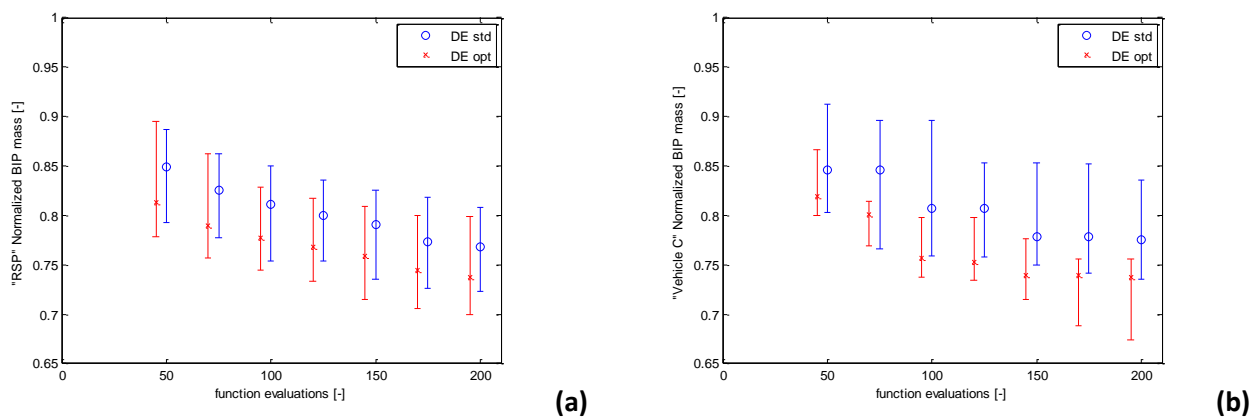 1
0.95
0.9
0.85
0.8
0.75
0.7
0.65
0
50
100
150
200
"RSP" Normalized BIP mass [-]
function evaluations [-]
DE std
DE opt
(a)
1
0.95
0.9
0.85
0.8
0.75
0.7
0.65
0
50
100
150
200
"Vehicle C" Normalized BIP mass [-]
function evaluations [-]
DE std
DE opt
(b)